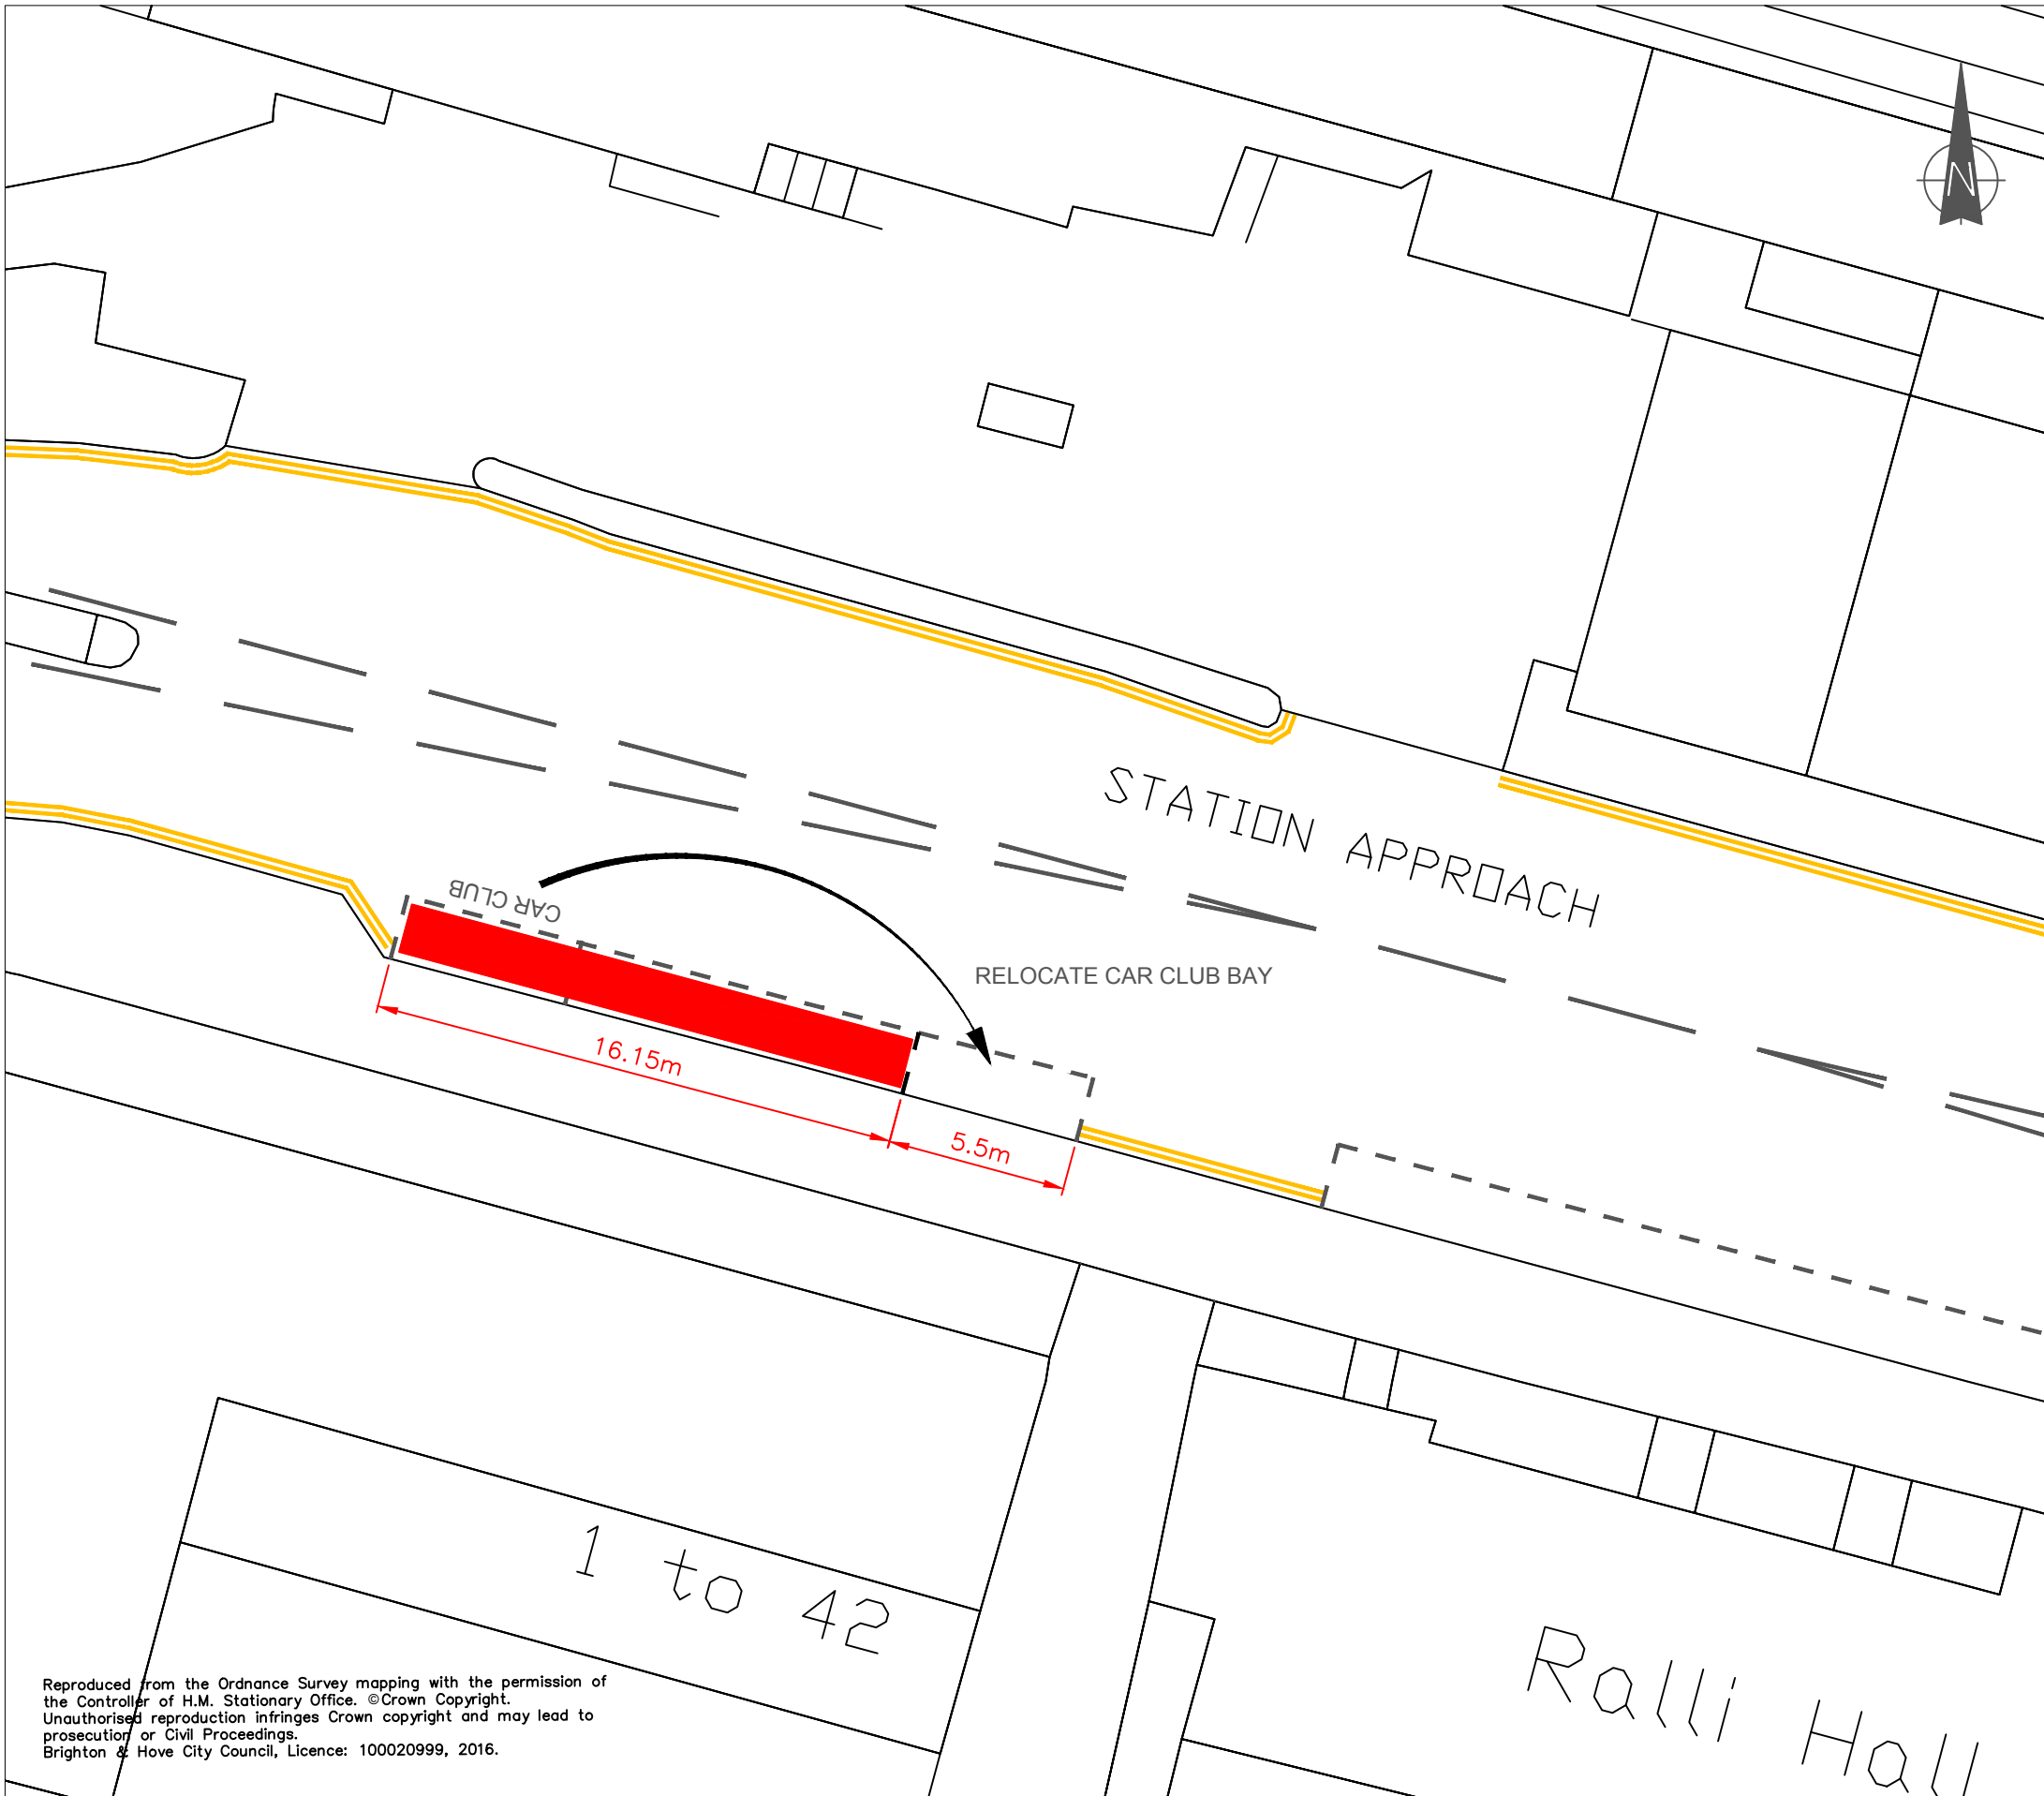 N
STATION APPROACH
CAR CLUB
RELOCATE CAR CLUB BAY
16.15m
5.5m
1 to 42
Ralli Hall
Reproduced from the Ordnance Survey mapping with the permission of
the Controller of H.M. Stationary Office. ©Crown Copyright.
Unauthorised reproduction infringes Crown copyright and may lead to
prosecution or Civil Proceedings.
Brighton & Hove City Council, Licence: 100020999, 2016.